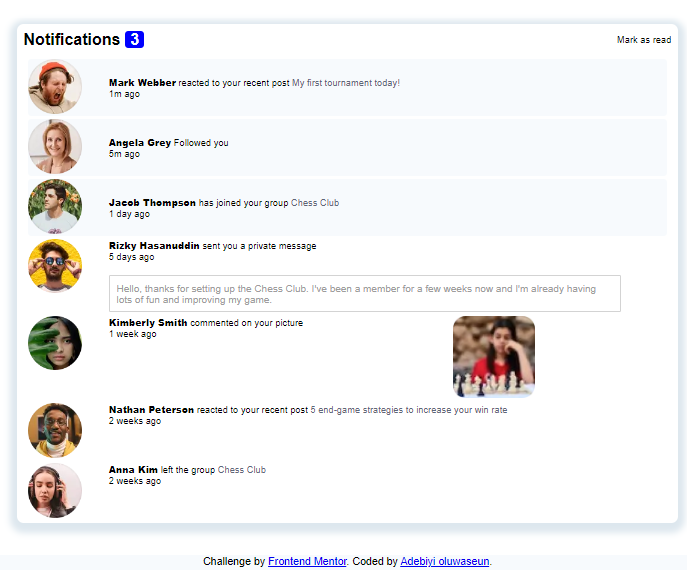 Notifications 3
Mark as read
Mark Webber reacted to your recent post My first tournament today!
1m ago
Angela Grey Followed you
5m ago
Jacob Thompson has joined your group Chess Club
1 day ago
Rizky Hasanuddin sent you a private message
5 days ago
Hello, thanks for setting up the Chess Club. I've been a member for a few weeks now and I'm already having
lots of fun and improving my game.
Kimberly Smith commented on your picture
1 week ago
Nathan Peterson reacted to your recent post 5 end-game strategies to increase your win rate
2 weeks ago
Anna Kim left the group Chess Club
2 weeks ago
Challenge by Frontend Mentor. Coded by Adebiyi oluwaseun.